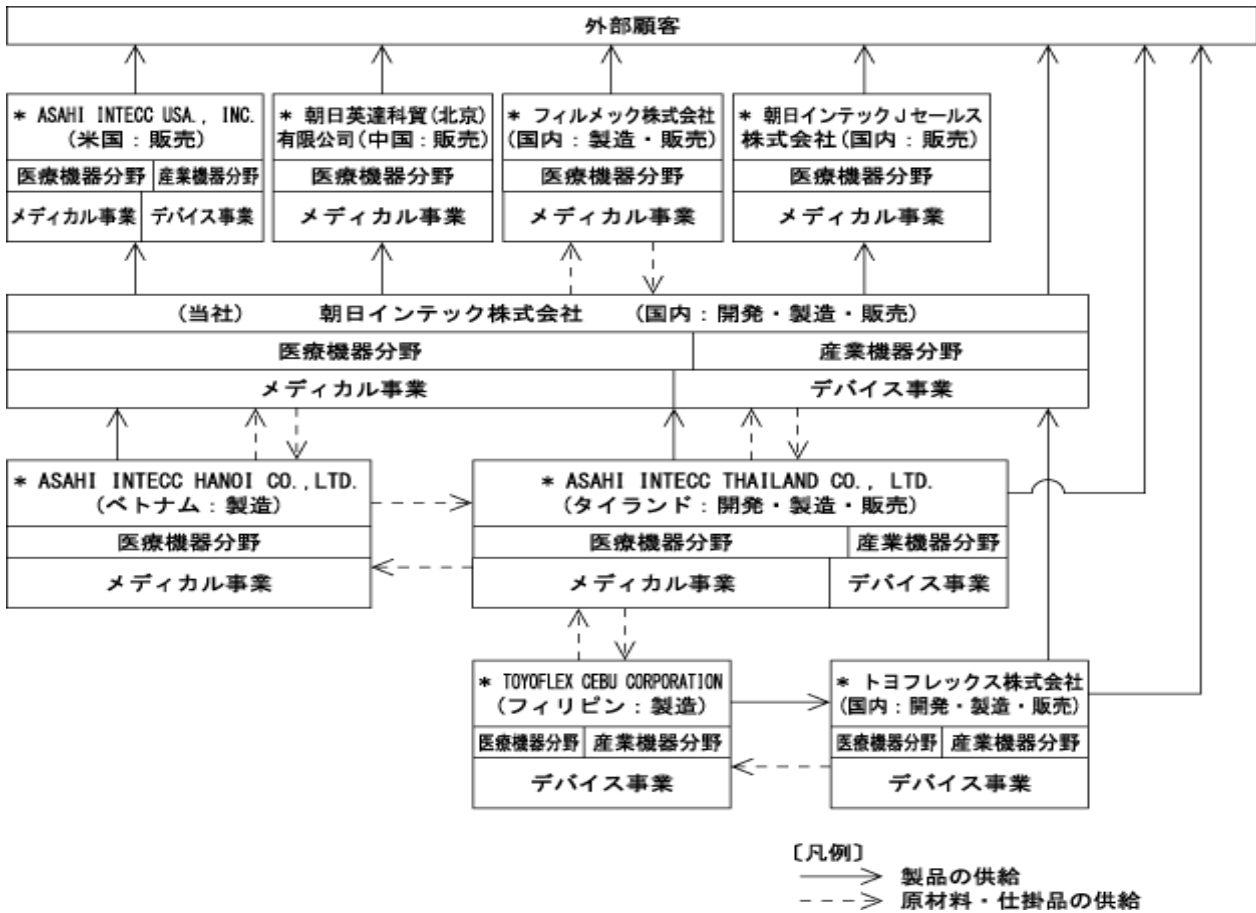 外部顧客
* ASAHI INTECC USA., INC.
(米国：販売)
医療機器分野 産業機器分野
メディカル事業 デバイス事業
* 朝日英達科貿(北京)
有限公司(中国：販売)
医療機器分野
メディカル事業
* フィルメック株式会社
(国内：製造・販売)
医療機器分野
メディカル事業
* 朝日インテックＪセールス
株式会社(国内：販売)
医療機器分野
メディカル事業
(当社) 朝日インテック株式会社 (国内：開発・製造・販売)
医療機器分野 産業機器分野
メディカル事業 デバイス事業
* ASAHI INTECC HANOI CO.,LTD.
(ベトナム：製造)
医療機器分野
メディカル事業
* ASAHI INTECC THAILAND CO., LTD.
(タイランド：開発・製造・販売)
医療機器分野 産業機器分野
メディカル事業 デバイス事業
* TOYOFLEX CEBU CORPORATION
(フィリピン：製造)
医療機器分野 産業機器分野
デバイス事業
* トヨフレックス株式会社
(国内：開発・製造・販売)
医療機器分野 産業機器分野
デバイス事業
〔凡例〕
製品の供給
原材料・仕掛品の供給